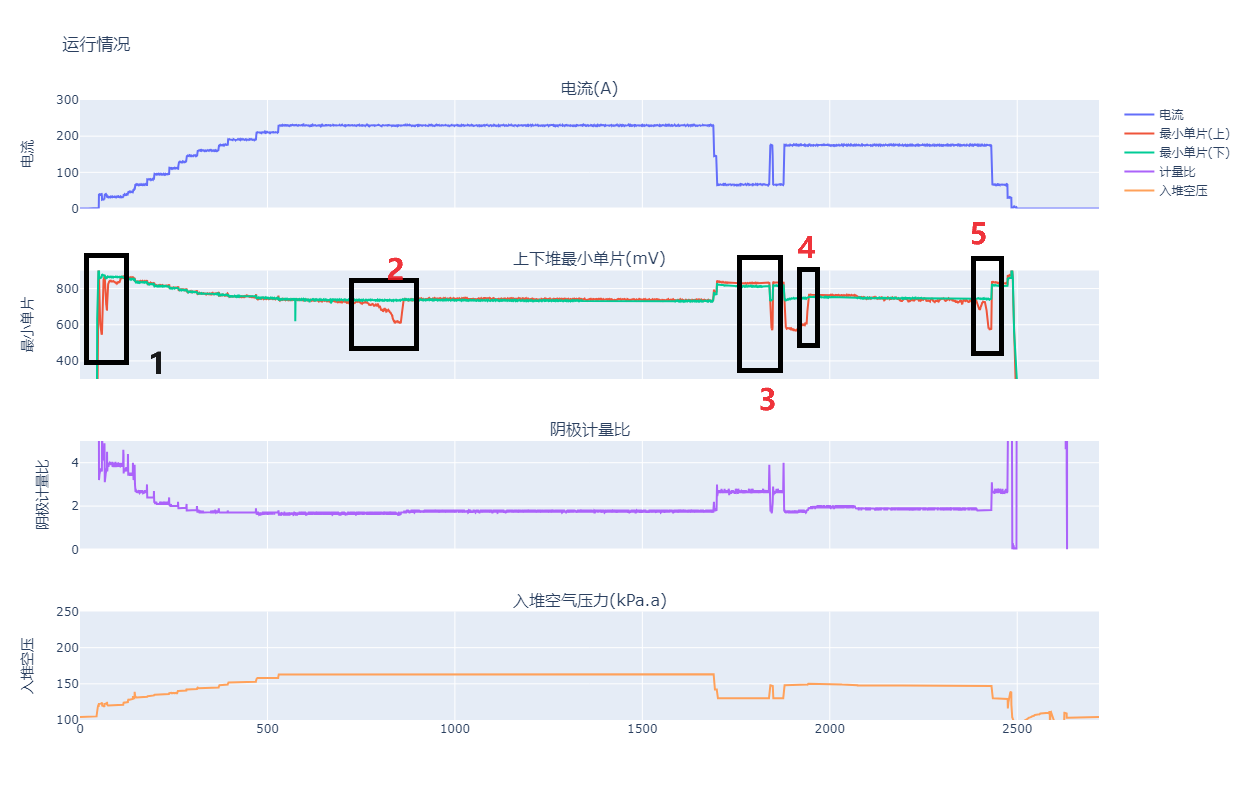 运行情况
电流(A)
300
200
100
0
电流
电流
最小单片(上)
最小单片(下)
计量比
入堆空压
上下堆最小单片(mV)
800
600
400
最小单片
1
2
3
4
5
阴极计量比
4
2
0
阴极计量比
入堆空气压力(kPa.a)
250
200
150
100
入堆空压
0
500
1000
1500
2000
2500